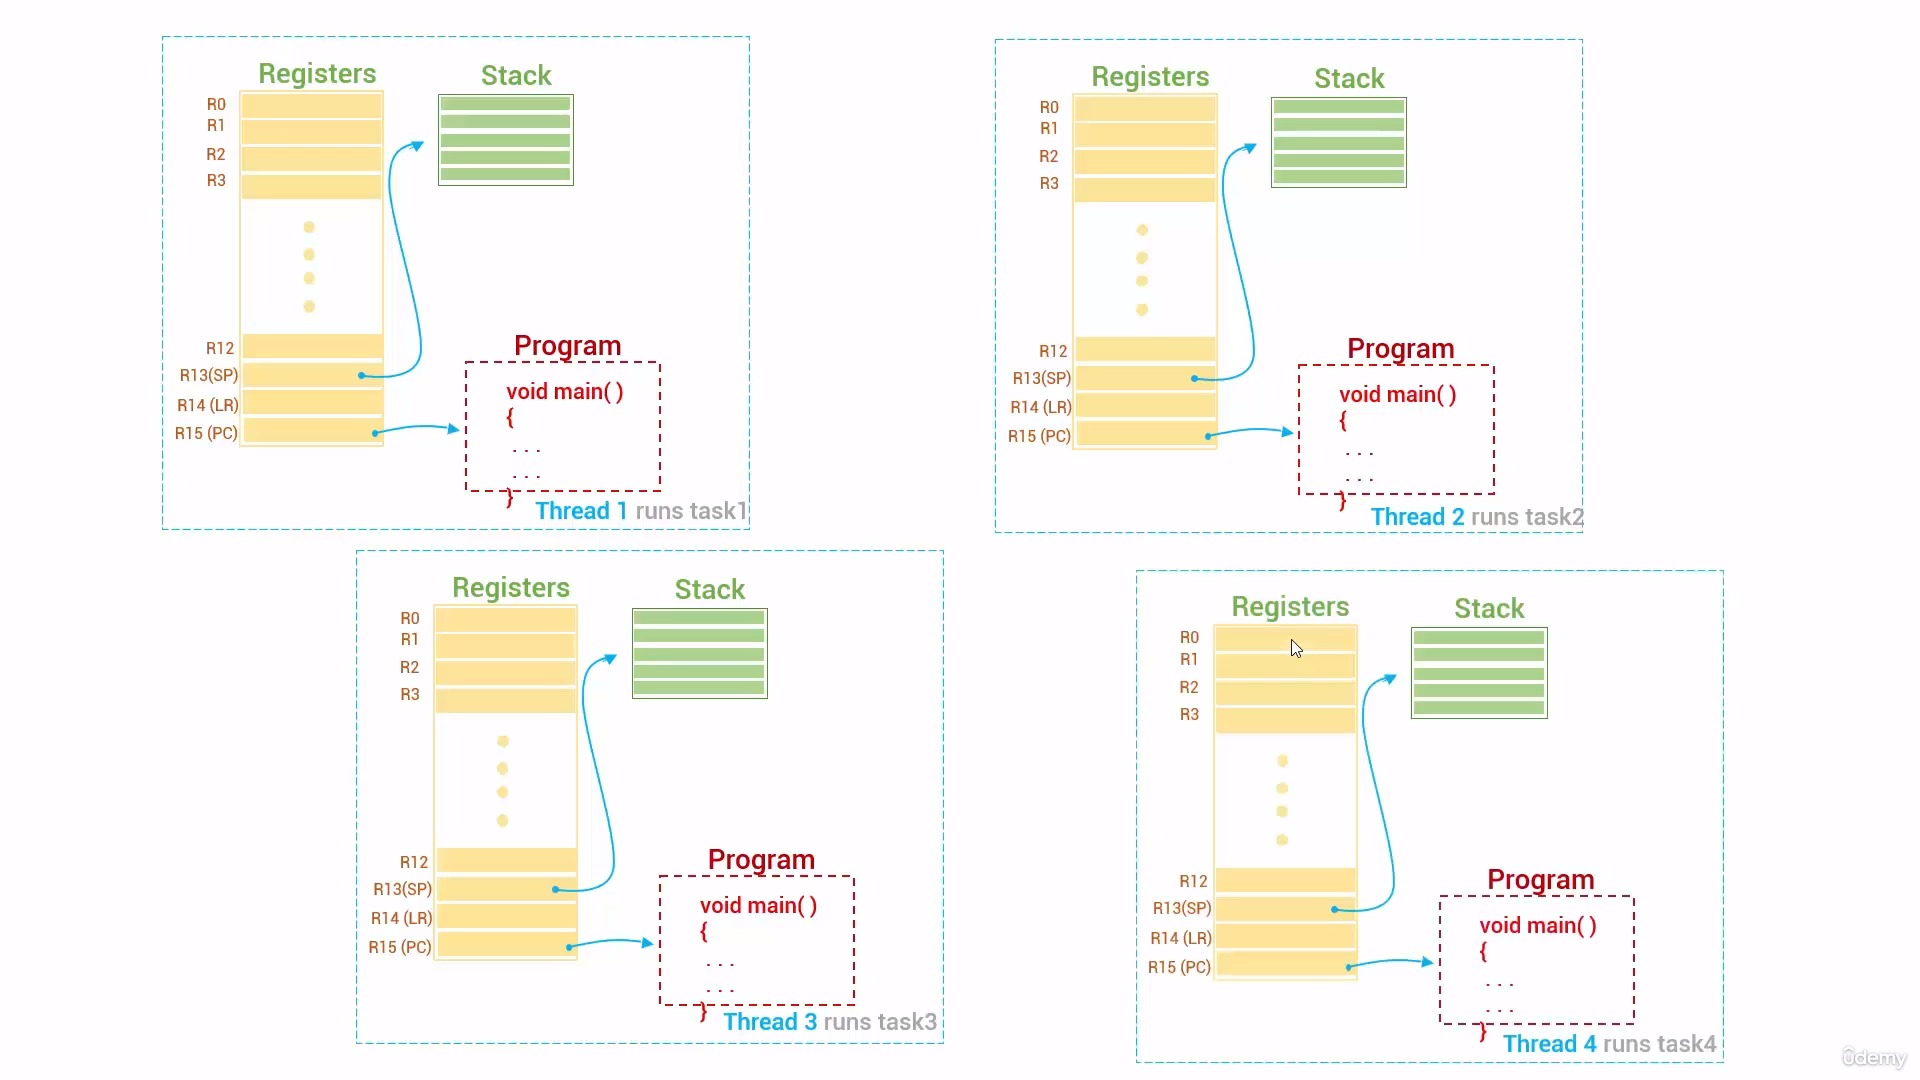 Registers
Stack
R0
R1
R2
R3
R12
R13(SP)
R14 (LR)
R15 (PC)
Program
void main( )
{
. . .
. . .
}
Thread 1 runs task1
Registers
Stack
R0
R1
R2
R3
R12
R13(SP)
R14 (LR)
R15 (PC)
Program
void main( )
{
. . .
. . .
}
Thread 2 runs task2
Registers
Stack
R0
R1
R2
R3
R12
R13(SP)
R14 (LR)
R15 (PC)
Program
void main( )
{
. . .
. . .
}
Thread 3 runs task3
Registers
Stack
R0
R1
R2
R3
R12
R13(SP)
R14 (LR)
R15 (PC)
Program
void main( )
{
. . .
. . .
}
Thread 4 runs task4
ûdemy